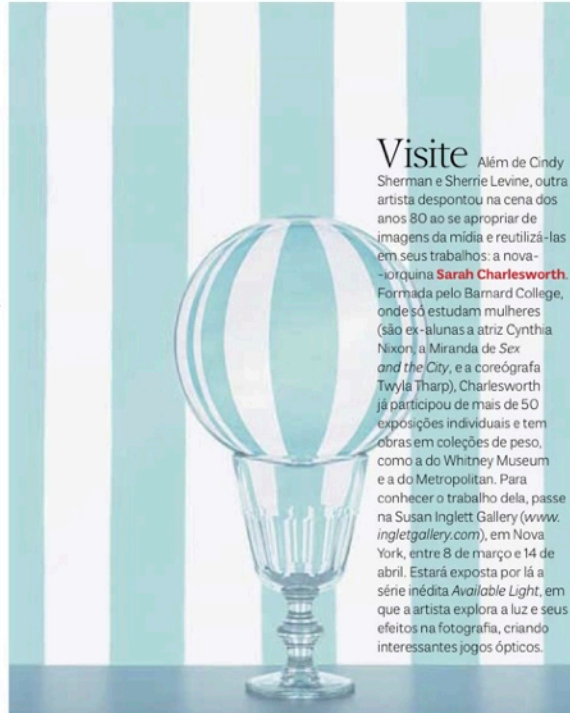 Visite Além de Cindy
Sherman e Sherrie Levine, outra
artista despontou na cena dos
anos 80 ao se apropriar de
imagens da mídia e reutilizá-las
em seus trabalhos: a nova-
-iorquina Sarah Charlesworth.
Formada pelo Barnard College,
onde só estudam mulheres
(são ex-alunas a atriz Cynthia
Nixon, a Miranda de Sex
and the City, e a coreógrafa
Twyla Tharp), Charlesworth
já participou de mais de 50
exposições individuais e tem
obras em coleções de peso,
como a do Whitney Museum
e a do Metropolitan. Para
conhecer o trabalho dela, passe
na Susan Inglett Gallery (www.
ingletgallery.com), em Nova
York, entre 8 de março e 14 de
abril. Estará exposta por lá a
série inédita Available Light, em
que a artista explora a luz e seus
efeitos na fotografia, criando
interessantes jogos ópticos.